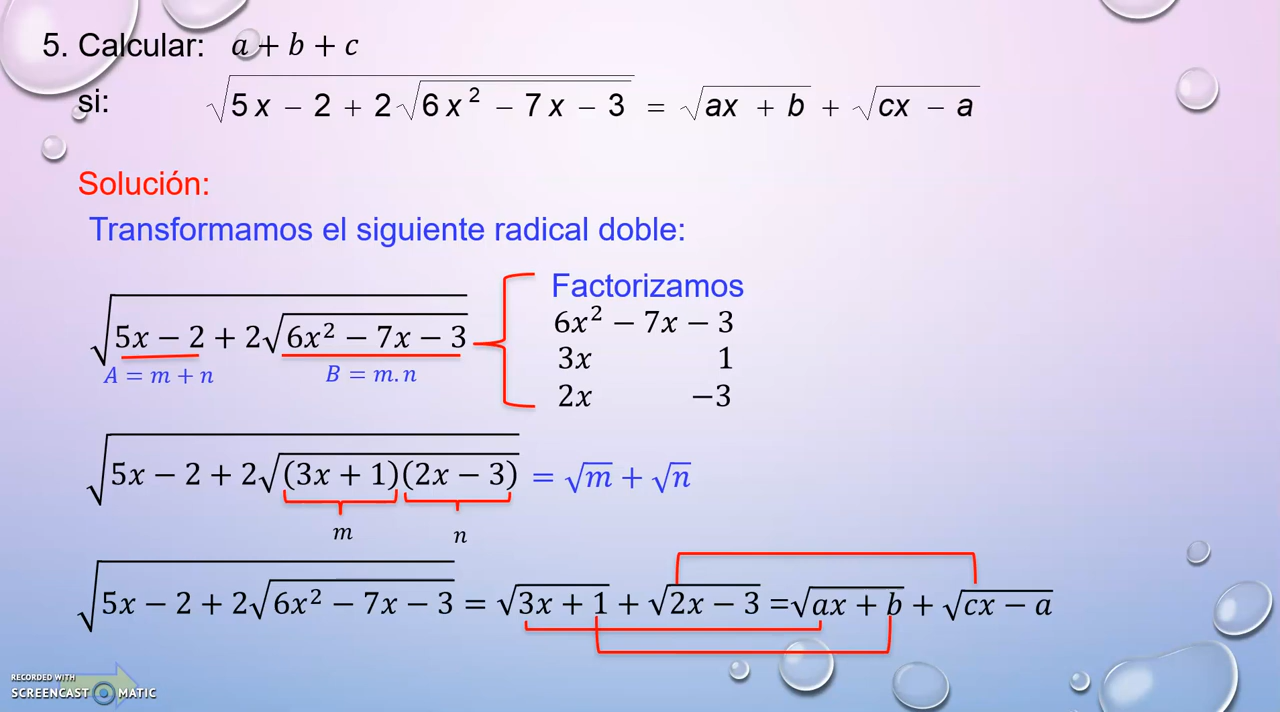 5. Calcular: a + b + c
si: √(5x − 2 + 2√(6x² − 7x − 3)) = √(ax + b) + √(cx − a)
Solución:
Transformamos el siguiente radical doble:
√(5x − 2 + 2√(6x² − 7x − 3))
A = m + n B = m.n
Factorizamos
6x² − 7x − 3
3x 1
2x −3
√(5x − 2 + 2√((3x + 1)(2x − 3))) = √m + √n
m n
√(5x − 2 + 2√(6x² − 7x − 3)) = √(3x + 1) + √(2x − 3) = √(ax + b) + √(cx − a)
RECORDED WITH
SCREENCAST MATIC